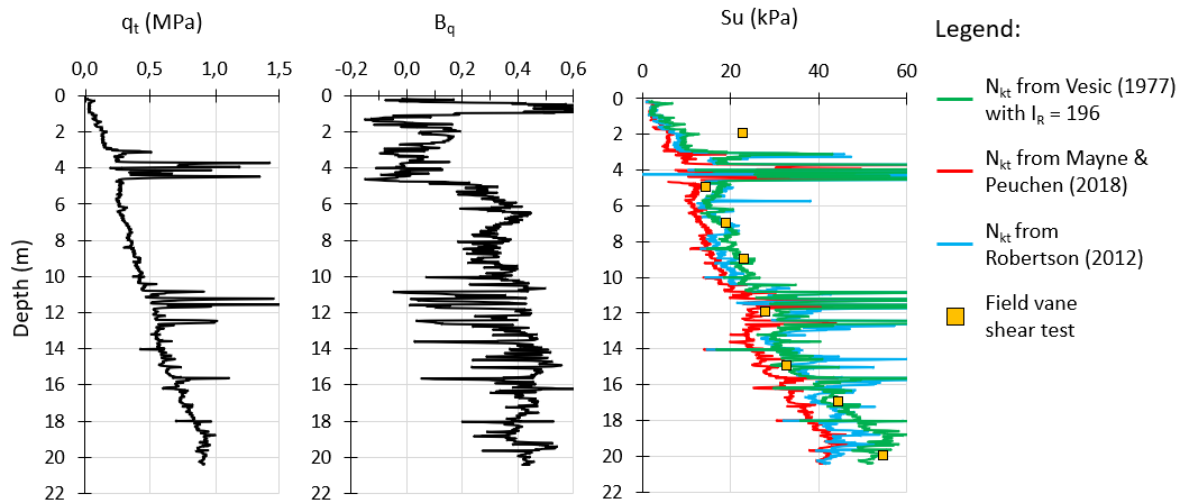 qt (MPa)
0,0 0,5 1,0 1,5
Bq
-0,2 0,0 0,2 0,4 0,6
Su (kPa)
0 20 40 60
Depth (m)
0
2
4
6
8
10
12
14
16
18
20
22
0
2
4
6
8
10
12
14
16
18
20
22
0
2
4
6
8
10
12
14
16
18
20
22
Legend:
Nkt from Vesic (1977)
with IR = 196
Nkt from Mayne &
Peuchen (2018)
Nkt from
Robertson (2012)
Field vane
shear test